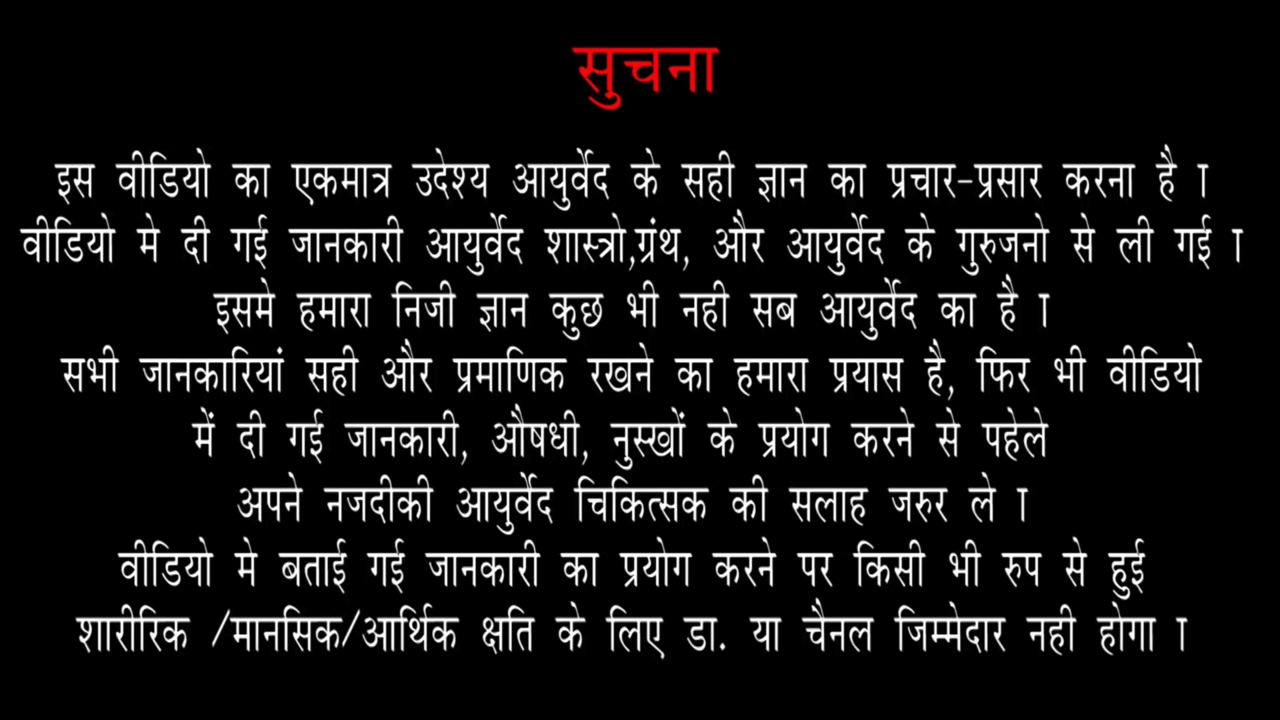 सुचना
इस वीडियो का एकमात्र उदेश्य आयुर्वेद के सही ज्ञान का प्रचार-प्रसार करना है ।
वीडियो मे दी गई जानकारी आयुर्वेद शास्त्रो,ग्रंथ, और आयुर्वेद के गुरुजनो से ली गई ।
इसमे हमारा निजी ज्ञान कुछ भी नही सब आयुर्वेद का है ।
सभी जानकारियां सही और प्रमाणिक रखने का हमारा प्रयास है, फिर भी वीडियो
में दी गई जानकारी, औषधी, नुस्खों के प्रयोग करने से पहेले
अपने नजदीकी आयुर्वेद चिकित्सक की सलाह जरुर ले ।
वीडियो मे बताई गई जानकारी का प्रयोग करने पर किसी भी रुप से हुई
शारीरिक /मानसिक/आर्थिक क्षति के लिए डा. या चैनल जिम्मेदार नही होगा ।